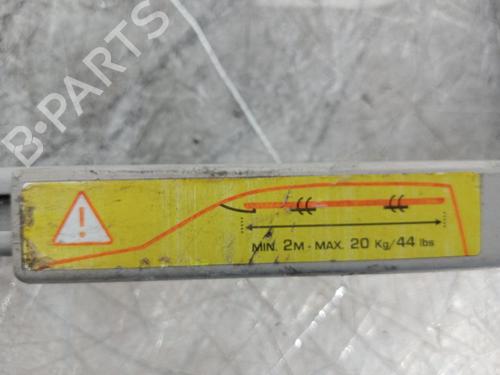 B-PARTS
!
MIN. 2M - MAX. 20 Kg/44 lbs